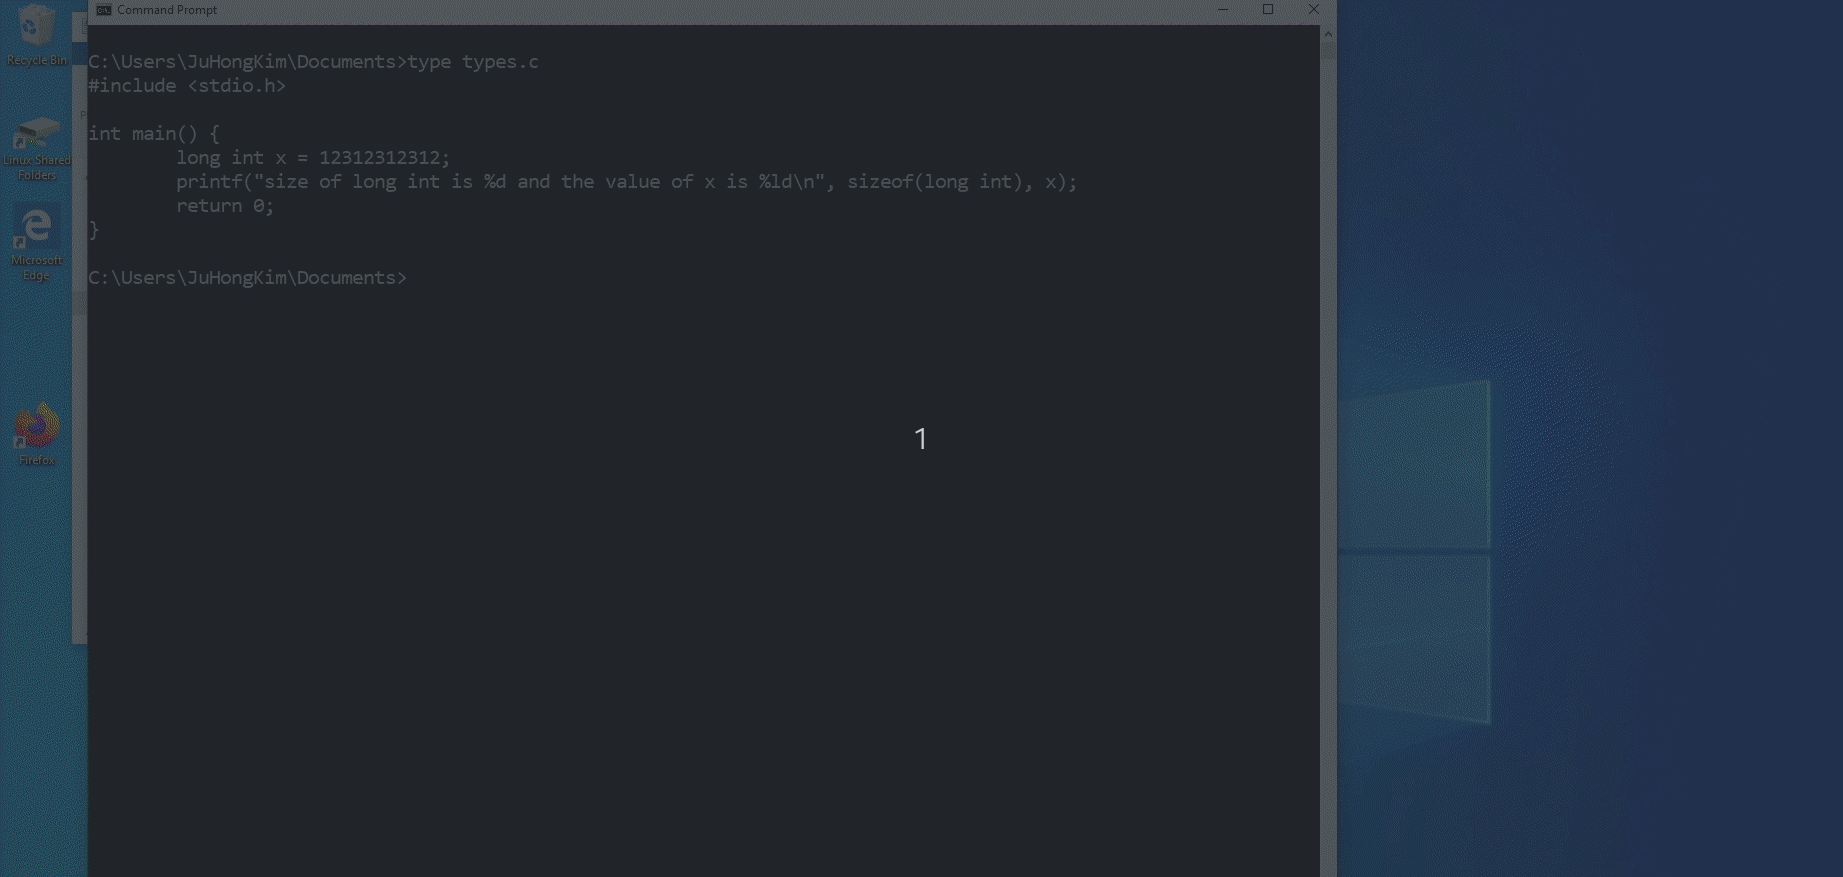 Command Prompt
Recycle Bin
C:\Users\JuHongKim\Documents>type types.c
#include <stdio.h>
int main() {
long int x = 12312312312;
printf("size of long int is %d and the value of x is %ld\n", sizeof(long int), x);
return 0;
}
C:\Users\JuHongKim\Documents>
Linux Shared
Folders
Microsoft
Edge
Firefox
1